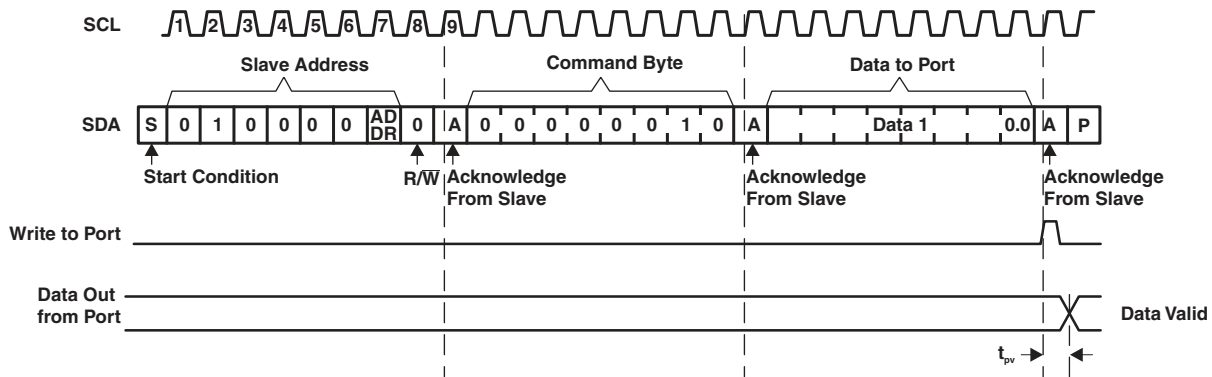 SCL 1 2 3 4 5 6 7 8 9
Slave Address Command Byte Data to Port
SDA S 0 1 0 0 0 0 AD DR 0 A 0 0 0 0 0 0 1 0 A Data 1 0.0 A P
Start Condition R/W Acknowledge From Slave Acknowledge From Slave Acknowledge From Slave
Write to Port
Data Out from Port
Data Valid
tpv